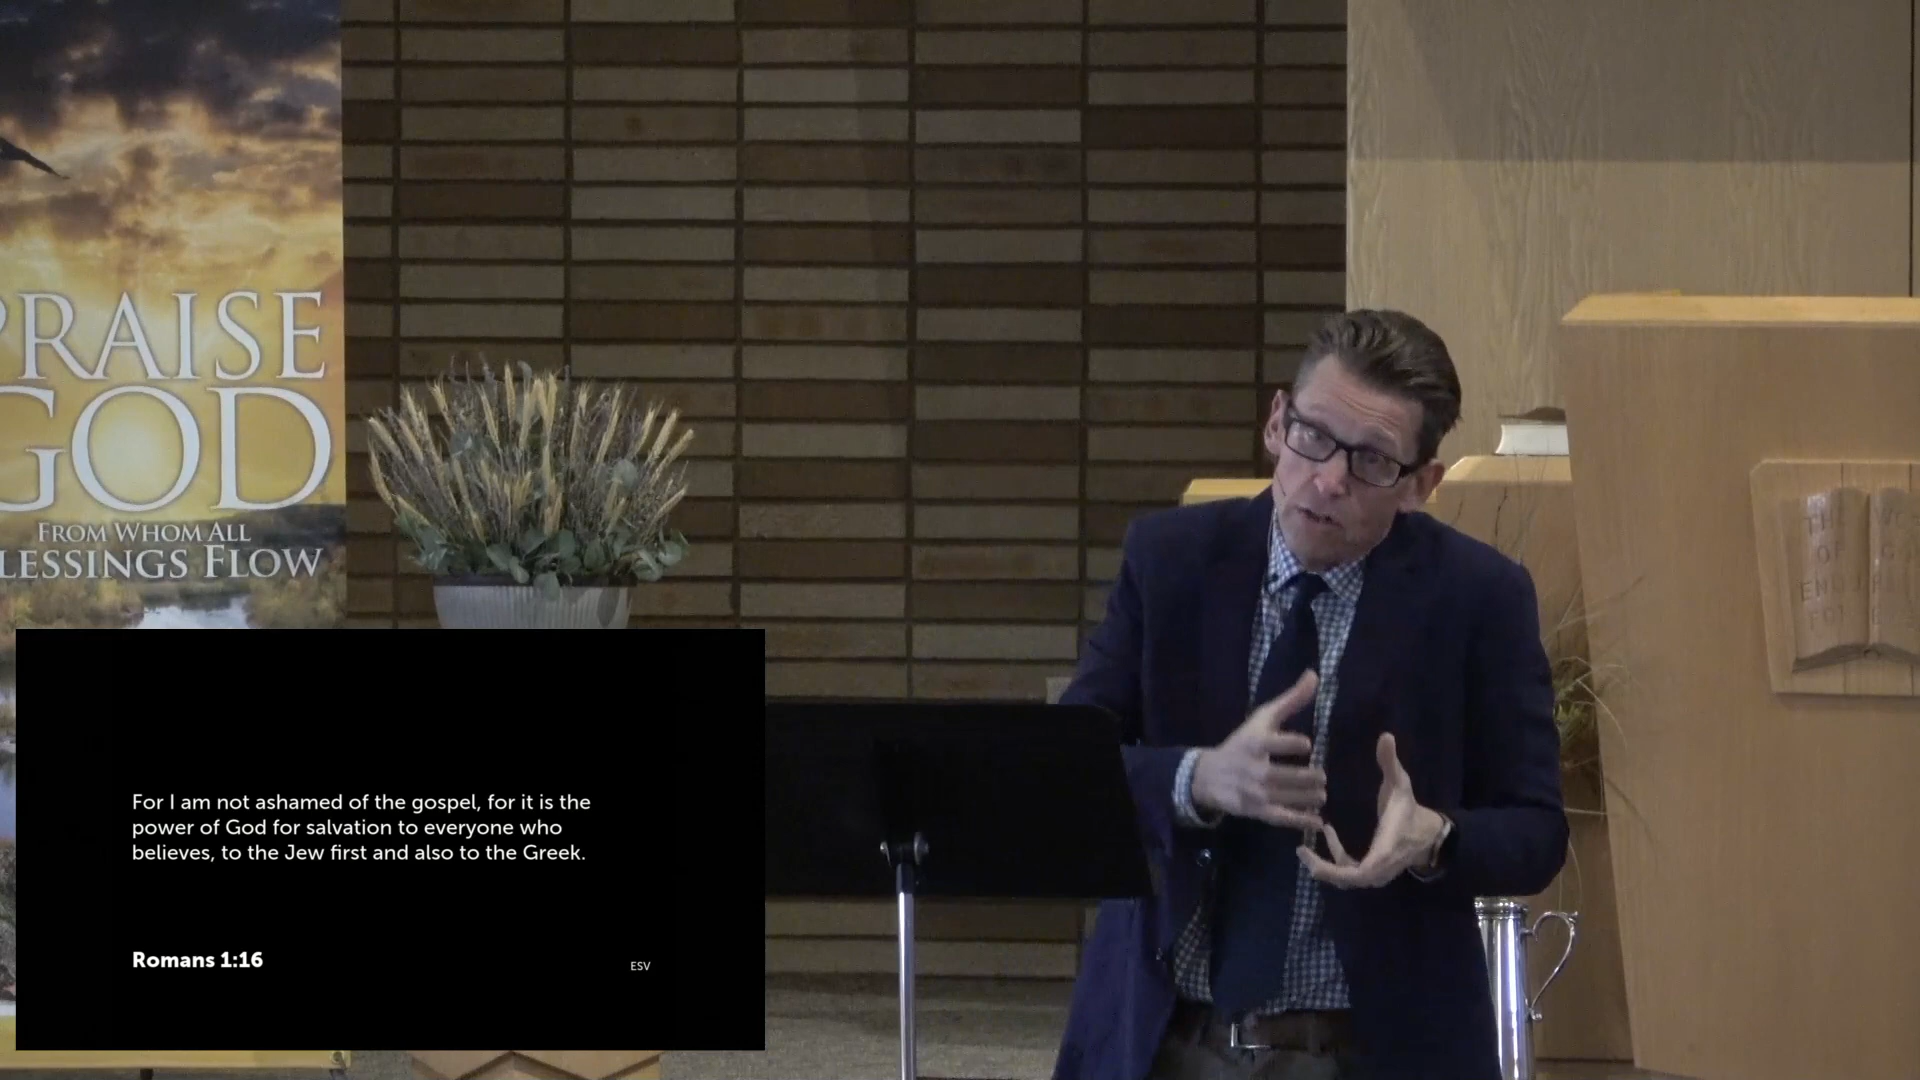 PRAISE
GOD
FROM WHOM ALL
LESSINGS FLOW
For I am not ashamed of the gospel, for it is the
power of God for salvation to everyone who
believes, to the Jew first and also to the Greek.
Romans 1:16
ESV
THE
OF